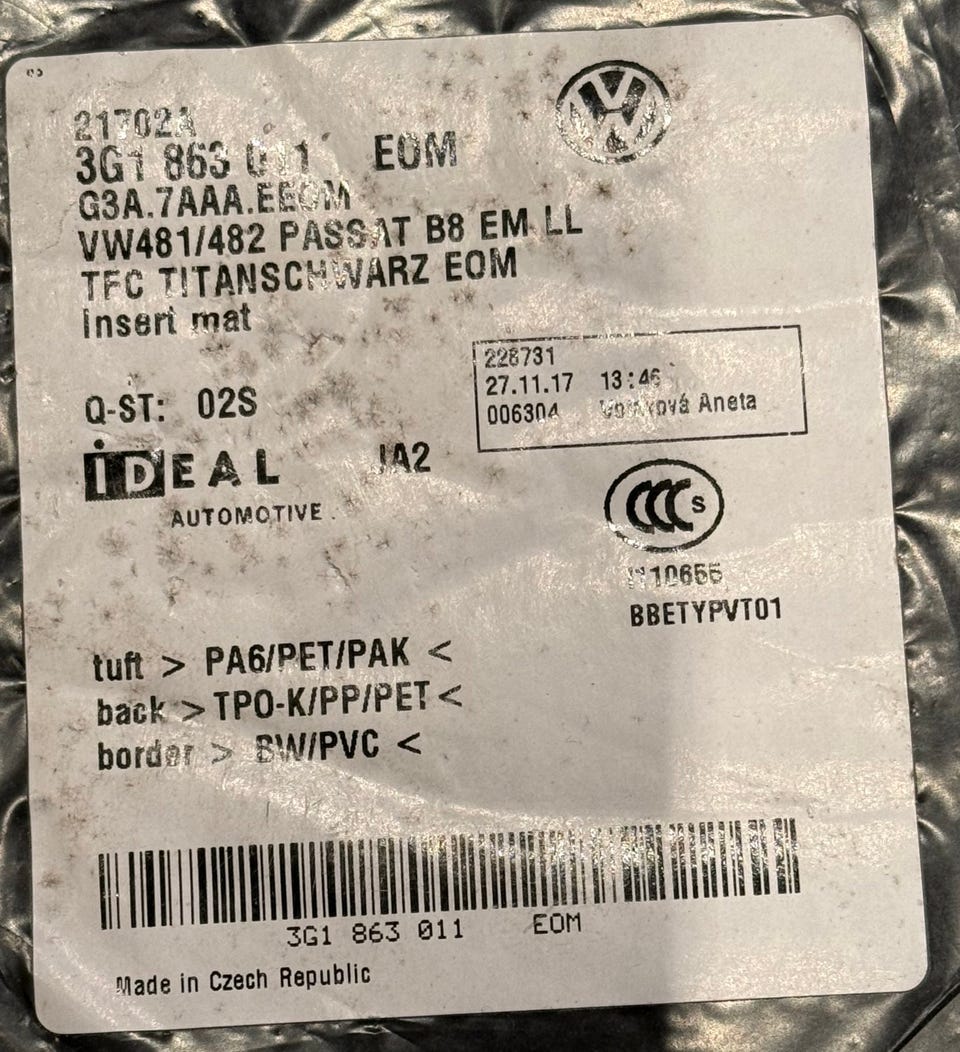 21702A
3G1 863 011 EOM
G3A.7AAA.EEOM
VW481/482 PASSAT B8 EM LL
TFC TITANSCHWARZ EOM
Insert mat
228731
27.11.17 13:46
006304 Aneta
Q-ST: 02S
iDEAL JA2
AUTOMOTIVE
CCC S
BBETYPVT01
tuft > PA6/PET/PAK <
back > TPO-K/PP/PET <
border > BW/PVC <
3G1 863 011 EOM
Made in Czech Republic